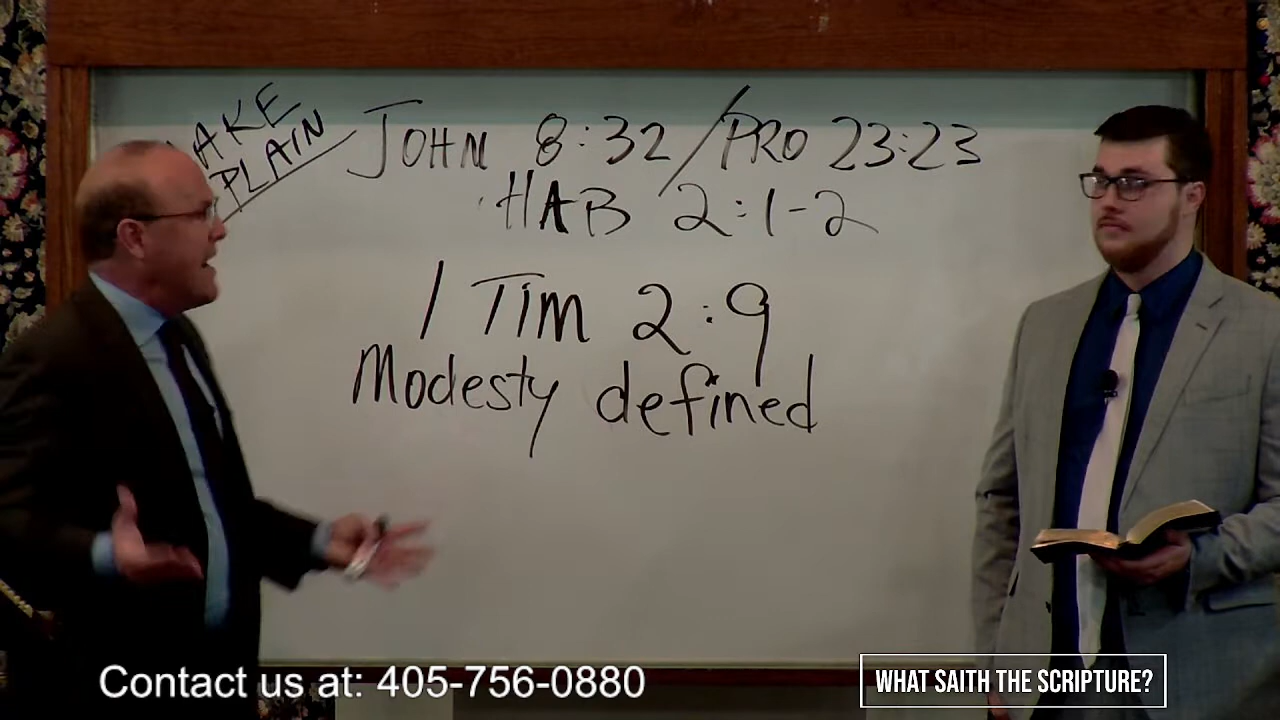 AKE
PLAIN
JOHN 8:32/PRO 23:23
HAB 2:1-2
1 Tim 2:9
Modesty defined
Contact us at: 405-756-0880
WHAT SAITH THE SCRIPTURE?